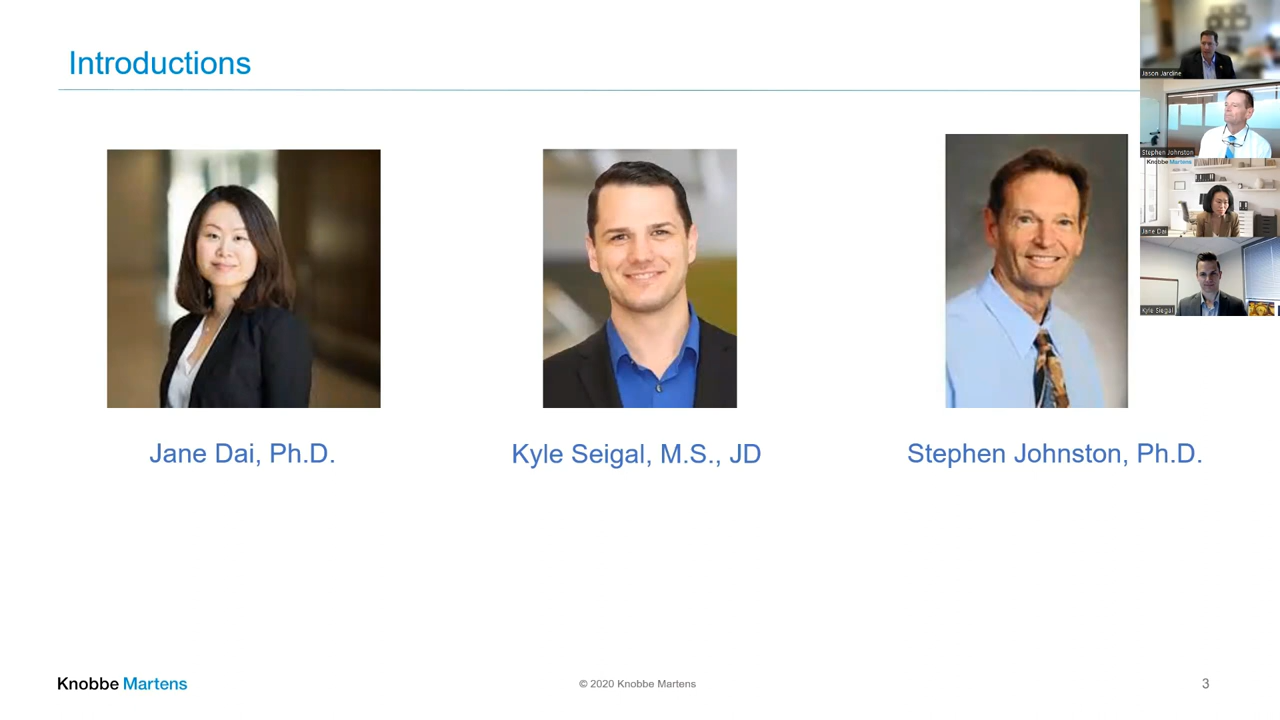 Introductions
Jason Jardine
Stephen Johnston
Knobbe Martens
Jane Dai
Kyle Siegal
Jane Dai, Ph.D.
Kyle Seigal, M.S., JD
Stephen Johnston, Ph.D.
Knobbe Martens
© 2020 Knobbe Martens
3